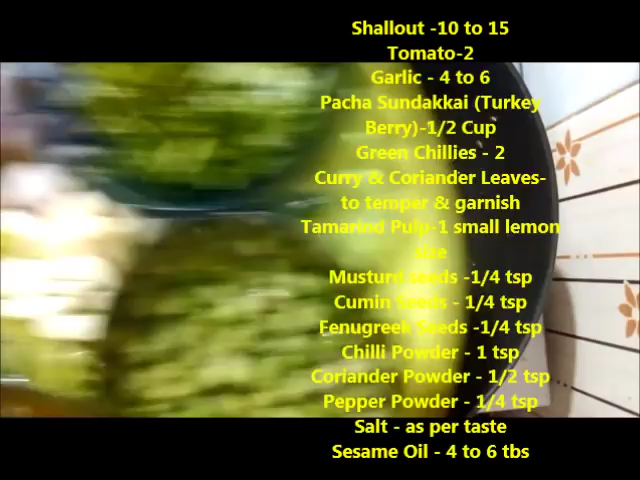 Shallout -10 to 15
Tomato-2
Garlic - 4 to 6
Pacha Sundakkai (Turkey
Berry)-1/2 Cup
Green Chillies - 2
Curry & Coriander Leaves-
to temper & garnish
Tamarind Pulp-1 small lemon
size
Musturd seeds -1/4 tsp
Cumin Seeds - 1/4 tsp
Fenugreek Seeds -1/4 tsp
Chilli Powder - 1 tsp
Coriander Powder - 1/2 tsp
Pepper Powder - 1/4 tsp
Salt - as per taste
Sesame Oil - 4 to 6 tbs